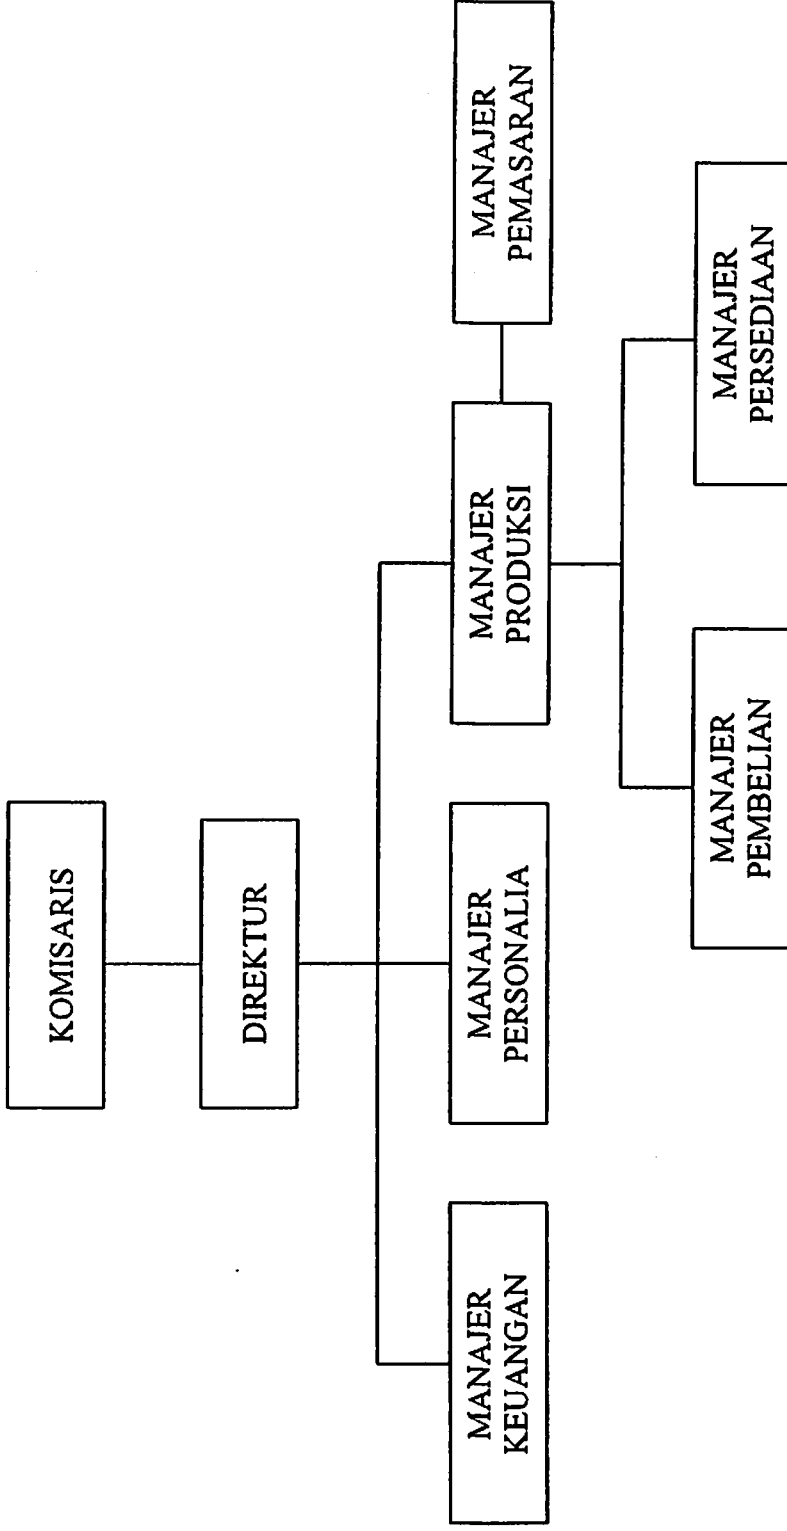 KOMISARIS
DIREKTUR
MANAJER
KEUANGAN
MANAJER
PERSONALIA
MANAJER
PRODUKSI
MANAJER
PEMASARAN
MANAJER
PEMBELIAN
MANAJER
PERSEDIAAN